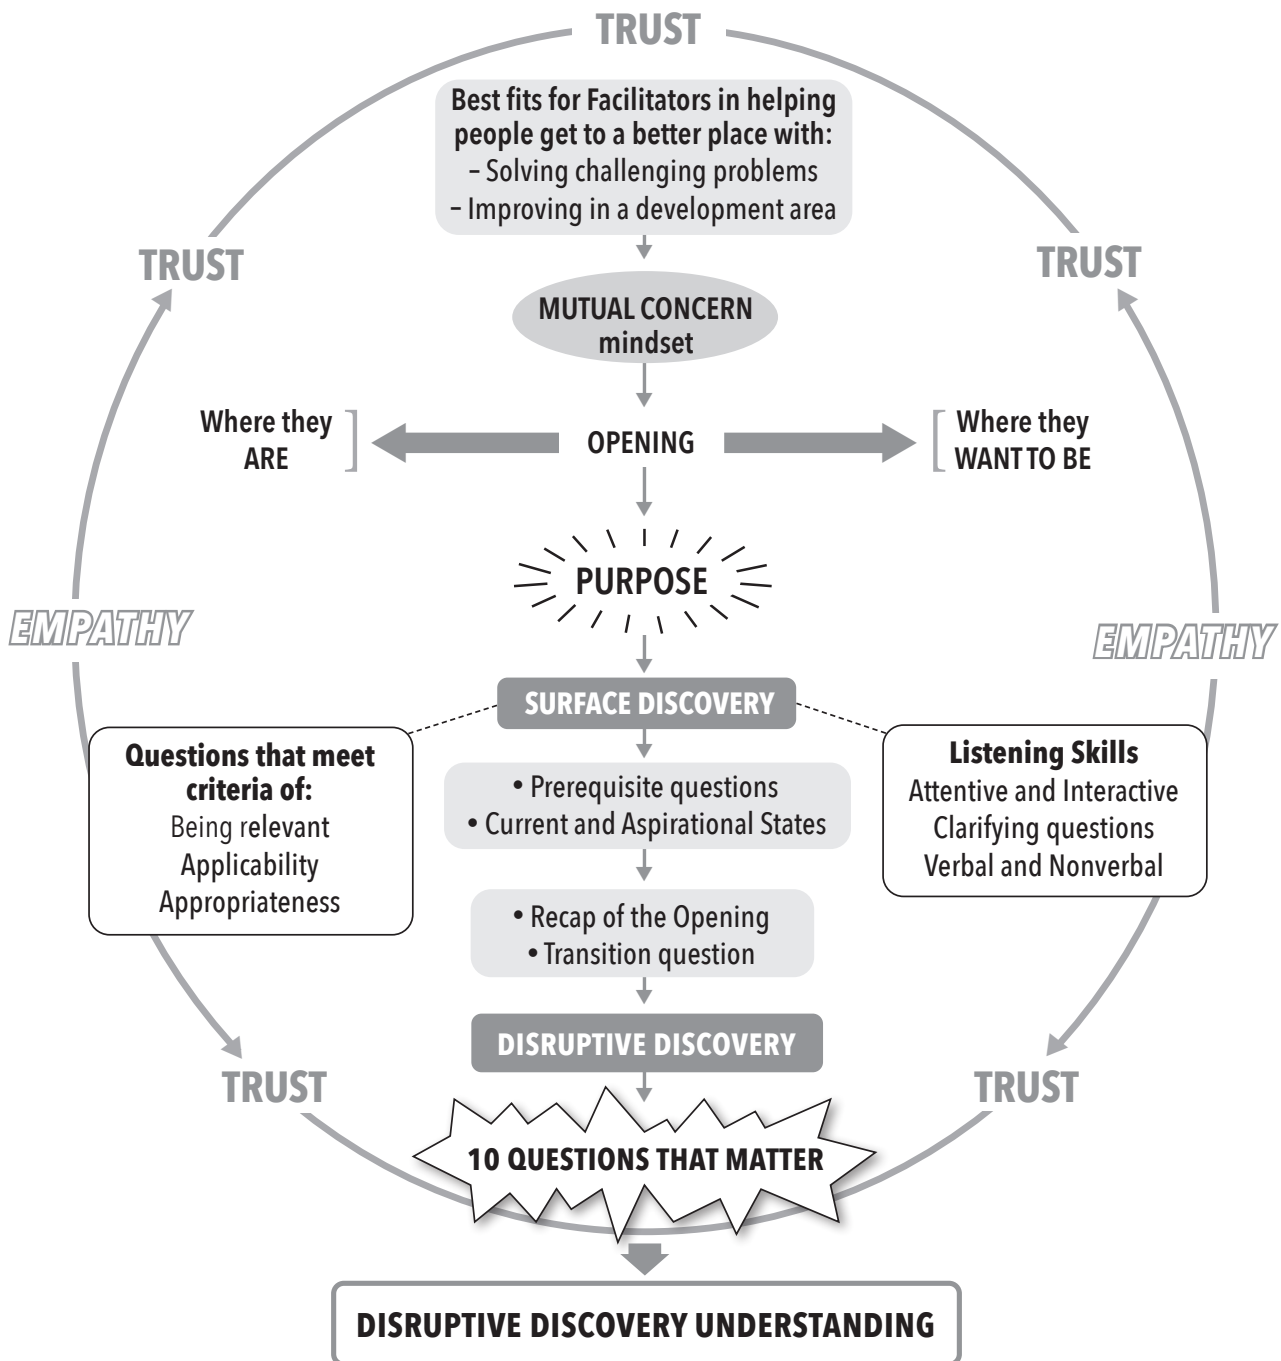 TRUST
Best fits for Facilitators in helping
people get to a better place with:
– Solving challenging problems
– Improving in a development area
TRUST
TRUST
MUTUAL CONCERN
mindset
Where they
ARE
OPENING
Where they
WANT TO BE
PURPOSE
EMPATHY
EMPATHY
SURFACE DISCOVERY
Questions that meet
criteria of:
Being relevant
Applicability
Appropriateness
• Prerequisite questions
• Current and Aspirational States
Listening Skills
Attentive and Interactive
Clarifying questions
Verbal and Nonverbal
• Recap of the Opening
• Transition question
DISRUPTIVE DISCOVERY
TRUST
TRUST
10 QUESTIONS THAT MATTER
DISRUPTIVE DISCOVERY UNDERSTANDING